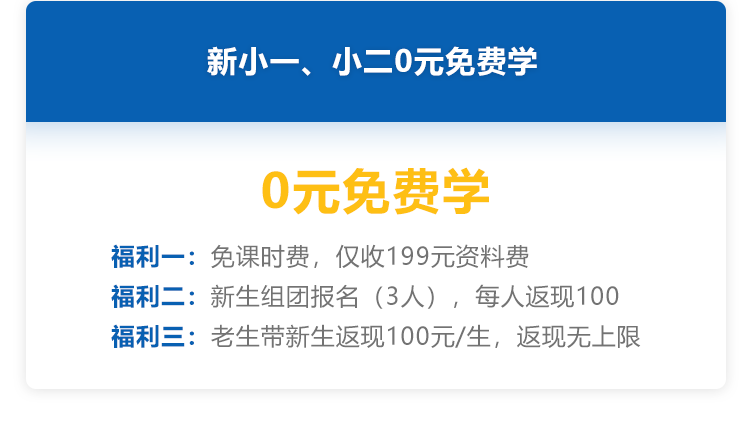 新小一、小二0元免费学
0元免费学
福利一：免课时费，仅收199元资料费
福利二：新生组团报名（3人），每人返现100
福利三：老生带新生返现100元/生，返现无上限